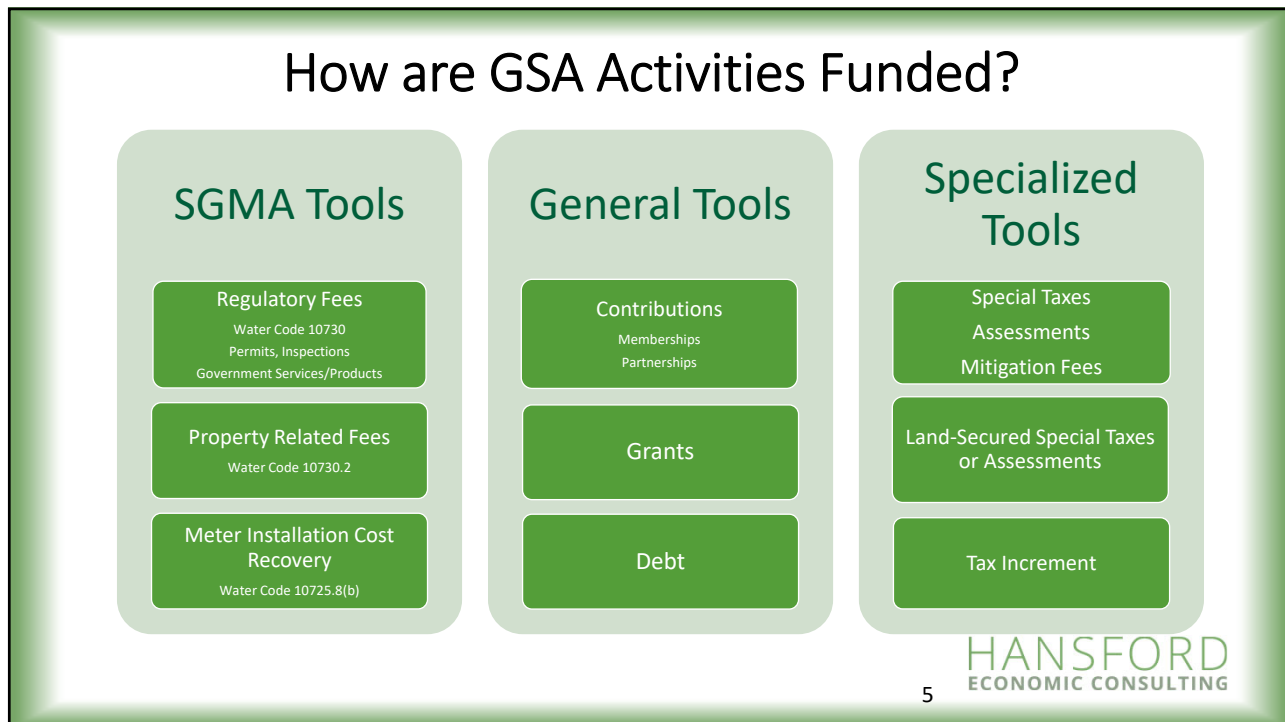 How are GSA Activities Funded?
SGMA Tools
Regulatory Fees
Water Code 10730
Permits, Inspections
Government Services/Products
Property Related Fees
Water Code 10730.2
Meter Installation Cost
Recovery
Water Code 10725.8(b)
General Tools
Contributions
Memberships
Partnerships
Grants
Debt
Specialized
Tools
Special Taxes
Assessments
Mitigation Fees
Land-Secured Special Taxes
or Assessments
Tax Increment
HANSFORD
ECONOMIC CONSULTING
5